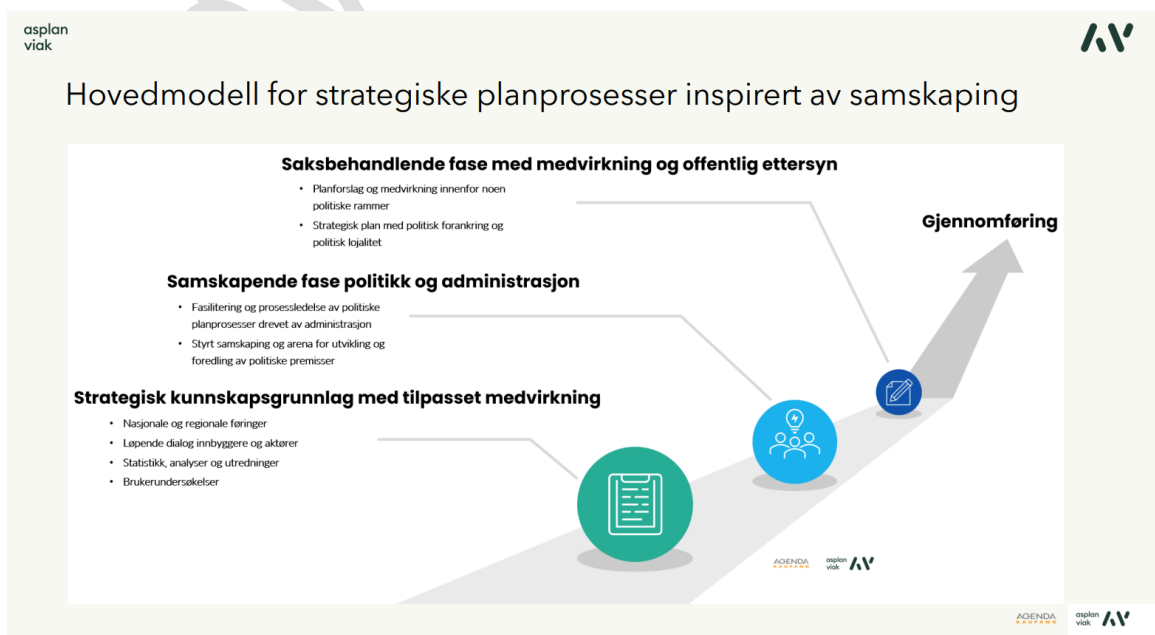 asplan
viak
Hovedmodell for strategiske planprosesser inspirert av samskaping
Saksbehandlende fase med medvirkning og offentlig ettersyn
• Planforslag og medvirkning innenfor noen
politiske rammer
• Strategisk plan med politisk forankring og
politisk lojalitet
Gjennomføring
Samskapende fase politikk og administrasjon
• Fasilitering og prosessledelse av politiske
planprosesser drevet av administrasjon
• Styrt samskaping og arena for utvikling og
foredling av politiske premisser
Strategisk kunnskapsgrunnlag med tilpasset medvirkning
• Nasjonale og regionale føringer
• Løpende dialog innbyggere og aktører
• Statistikk, analyser og utredninger
• Brukerundersøkelser
AGENDA
KAUPANG
asplan
viak
AGENDA
KAUPANG
asplan
viak